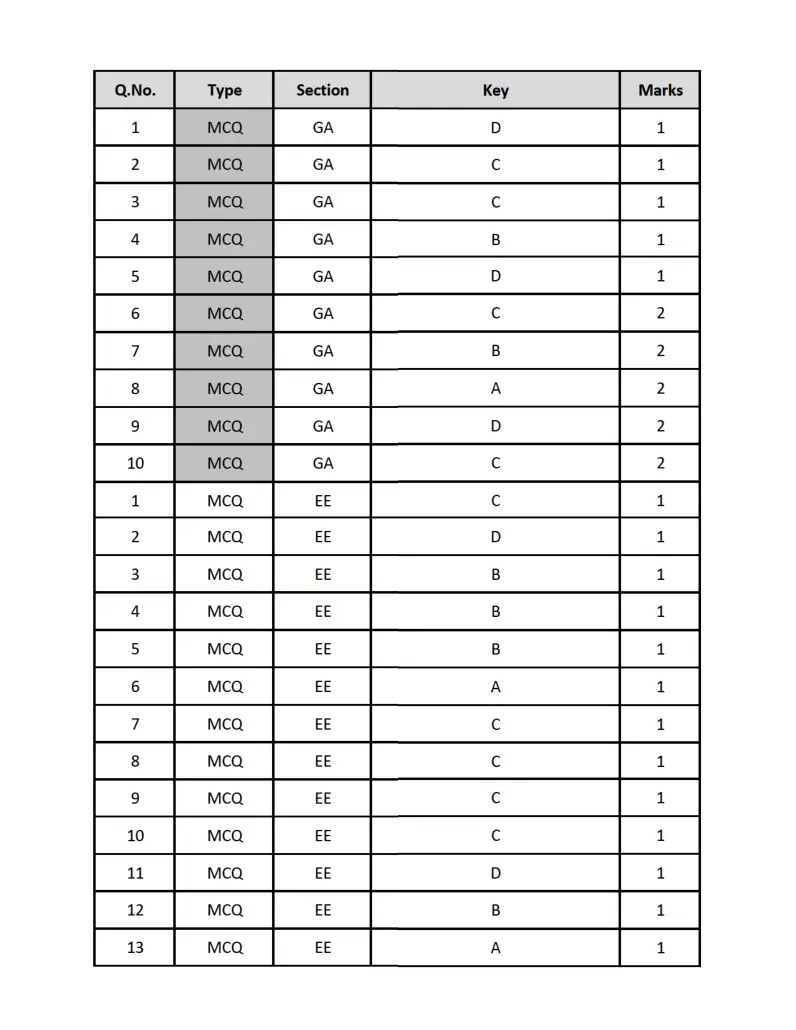 Q.No. Type Section Key Marks
1 MCQ GA D 1
2 MCQ GA C 1
3 MCQ GA C 1
4 MCQ GA B 1
5 MCQ GA D 1
6 MCQ GA C 2
7 MCQ GA B 2
8 MCQ GA A 2
9 MCQ GA D 2
10 MCQ GA C 2
1 MCQ EE C 1
2 MCQ EE D 1
3 MCQ EE B 1
4 MCQ EE B 1
5 MCQ EE B 1
6 MCQ EE A 1
7 MCQ EE C 1
8 MCQ EE C 1
9 MCQ EE C 1
10 MCQ EE C 1
11 MCQ EE D 1
12 MCQ EE B 1
13 MCQ EE A 1